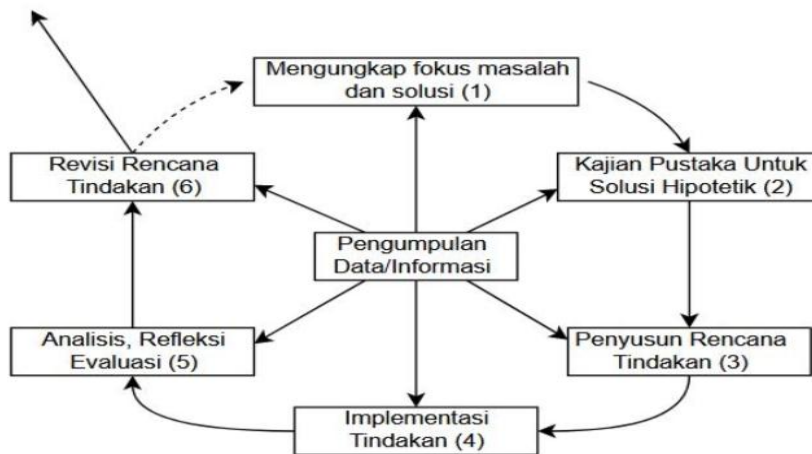 Mengungkap fokus masalah
dan solusi (1)
Kajian Pustaka Untuk
Solusi Hipotetik (2)
Penyusun Rencana
Tindakan (3)
Implementasi
Tindakan (4)
Analisis, Refleksi
Evaluasi (5)
Revisi Rencana
Tindakan (6)
Pengumpulan
Data/Informasi